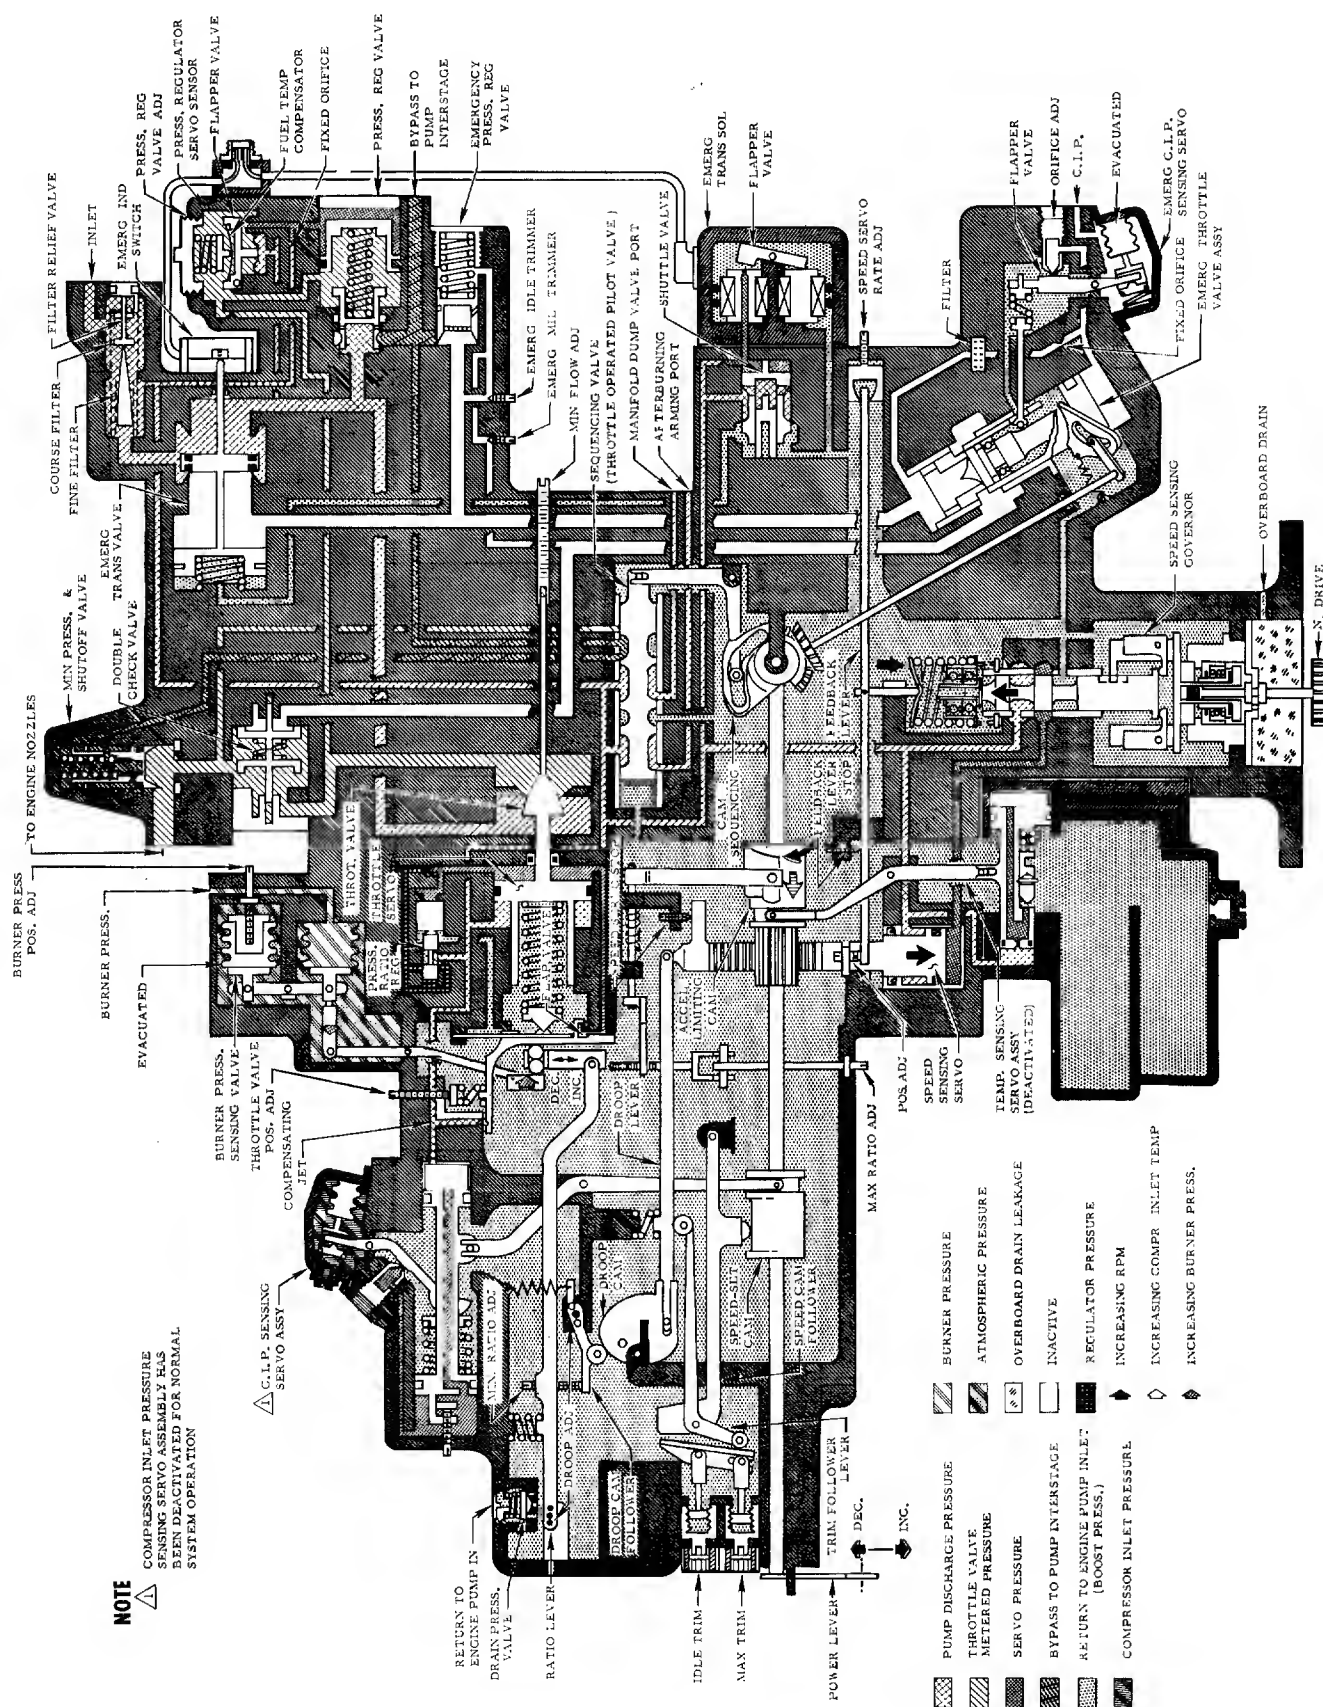 NOTE
1
COMPRESSOR INLET PRESSURE
SENSING SERVO ASSEMBLY HAS
BEEN DEACTIVATED FOR NORMAL
SYSTEM OPERATION
1 C.I.P. SENSING
SERVO ASSY
RETURN TO
ENGINE PUMP IN
DRAIN PRESS.
VALVE
RATIO LEVER
IDLE TRIM
MAX TRIM
POWER LEVER
DEC.
INC.
TRIM FOLLOWER
LEVER
DROOP ADJ
DROOP CAM
FOLLOWER
MIN. RATIO ADJ
DROOP
CAM
SPEED-SET
CAM
SPEED CAM
FOLLOWER
DROOP
LEVER
ACCEL
LIMITING
CAM
DEC.
INC.
MAX RATIO ADJ
COMPENSATING
JET
THROTTLE VALVE
POS. ADJ
BURNER PRESS.
SENSING VALVE
EVACUATED
BURNER PRESS.
BURNER PRESS
POS. ADJ
TO ENGINE NOZZLES
MIN PRESS. &
SHUTOFF VALVE
DOUBLE
CHECK VALVE
EMERG
TRANS VALVE
FINE FILTER
COURSE FILTER
FILTER RELIEF VALVE
INLET
EMERG IND
SWITCH
PRESS. REG
VALVE ADJ
PRESS. REGULATOR
SERVO SENSOR
FLAPPER VALVE
FUEL TEMP
COMPENSATOR
FIXED ORIFICE
PRESS. REG VALVE
BYPASS TO
PUMP
INTERSTAGE
EMERGENCY
PRESS. REG
VALVE
EMERG IDLE TRIMMER
EMERG MIL TRIMMER
MIN FLOW ADJ
SEQUENCING VALVE
(THROTTLE OPERATED PILOT VALVE)
MANIFOLD DUMP VALVE PORT
AFTERBURNING
ARMING PORT
SHUTTLE VALVE
EMERG
TRANS SOL
FLAPPER
VALVE
SPEED SERVO
RATE ADJ
FILTER
FLAPPER
VALVE
ORIFICE ADJ
C.I.P.
EVACUATED
EMERG C.I.P.
SENSING SERVO
FIXED ORIFICE
EMERG THROTTLE
VALVE ASSY
SPEED SENSING
GOVERNOR
OVERBOARD DRAIN
N DRIVE
THROT. VALVE
THROTTLE
SERVO
PRESS.
RATIO
REG
CAM
SEQUENCING
FEEDBACK
LEVER
FEEDBACK
LEVER
STOP
POS. ADJ
SPEED
SENSING
SERVO
TEMP. SENSING
SERVO ASSY
(DEACTIVATED)
PUMP DISCHARGE PRESSURE
THROTTLE VALVE
METERED PRESSURE
SERVO PRESSURE
BYPASS TO PUMP INTERSTAGE
RETURN TO ENGINE PUMP INLET
(BOOST PRESS.)
COMPRESSOR INLET PRESSURE
BURNER PRESSURE
ATMOSPHERIC PRESSURE
OVERBOARD DRAIN LEAKAGE
INACTIVE
REGULATOR PRESSURE
INCREASING RPM
INCREASING COMPR INLET TEMP
INCREASING BURNER PRESS.